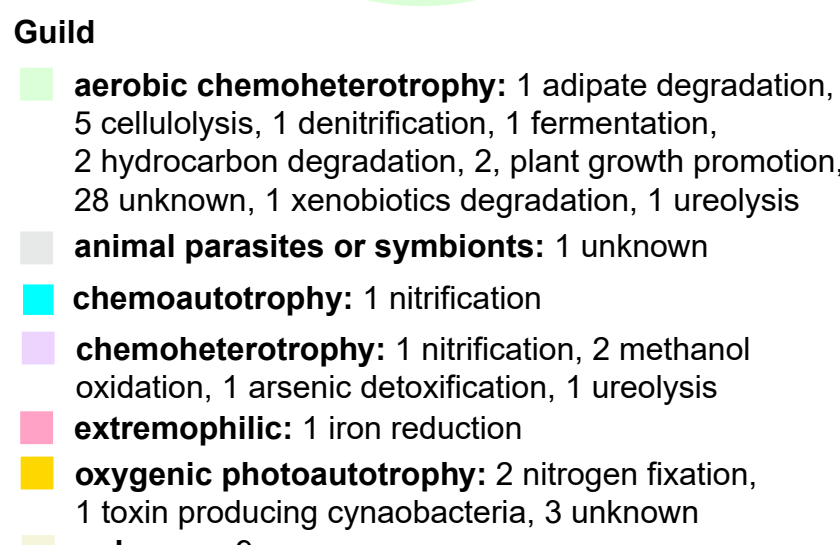 Guild
aerobic chemoheterotrophy: 1 adipate degradation,
5 cellulolysis, 1 denitrification, 1 fermentation,
2 hydrocarbon degradation, 2, plant growth promotion,
28 unknown, 1 xenobiotics degradation, 1 ureolysis
animal parasites or symbionts: 1 unknown
chemoautotrophy: 1 nitrification
chemoheterotrophy: 1 nitrification, 2 methanol
oxidation, 1 arsenic detoxification, 1 ureolysis
extremophilic: 1 iron reduction
oxygenic photoautotrophy: 2 nitrogen fixation,
1 toxin producing cynaobacteria, 3 unknown